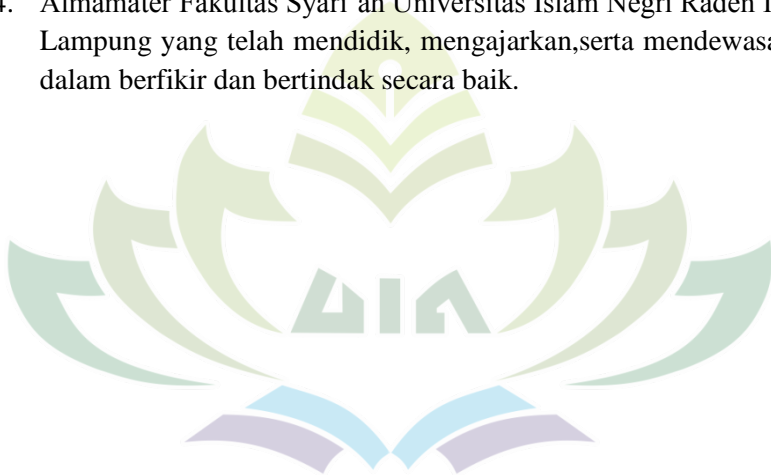 4. Almamater Fakultas Syari'ah Universitas Islam Negri Raden
Lampung yang telah mendidik, mengajarkan,serta
dalam berfikir dan bertindak secara baik.
UIN